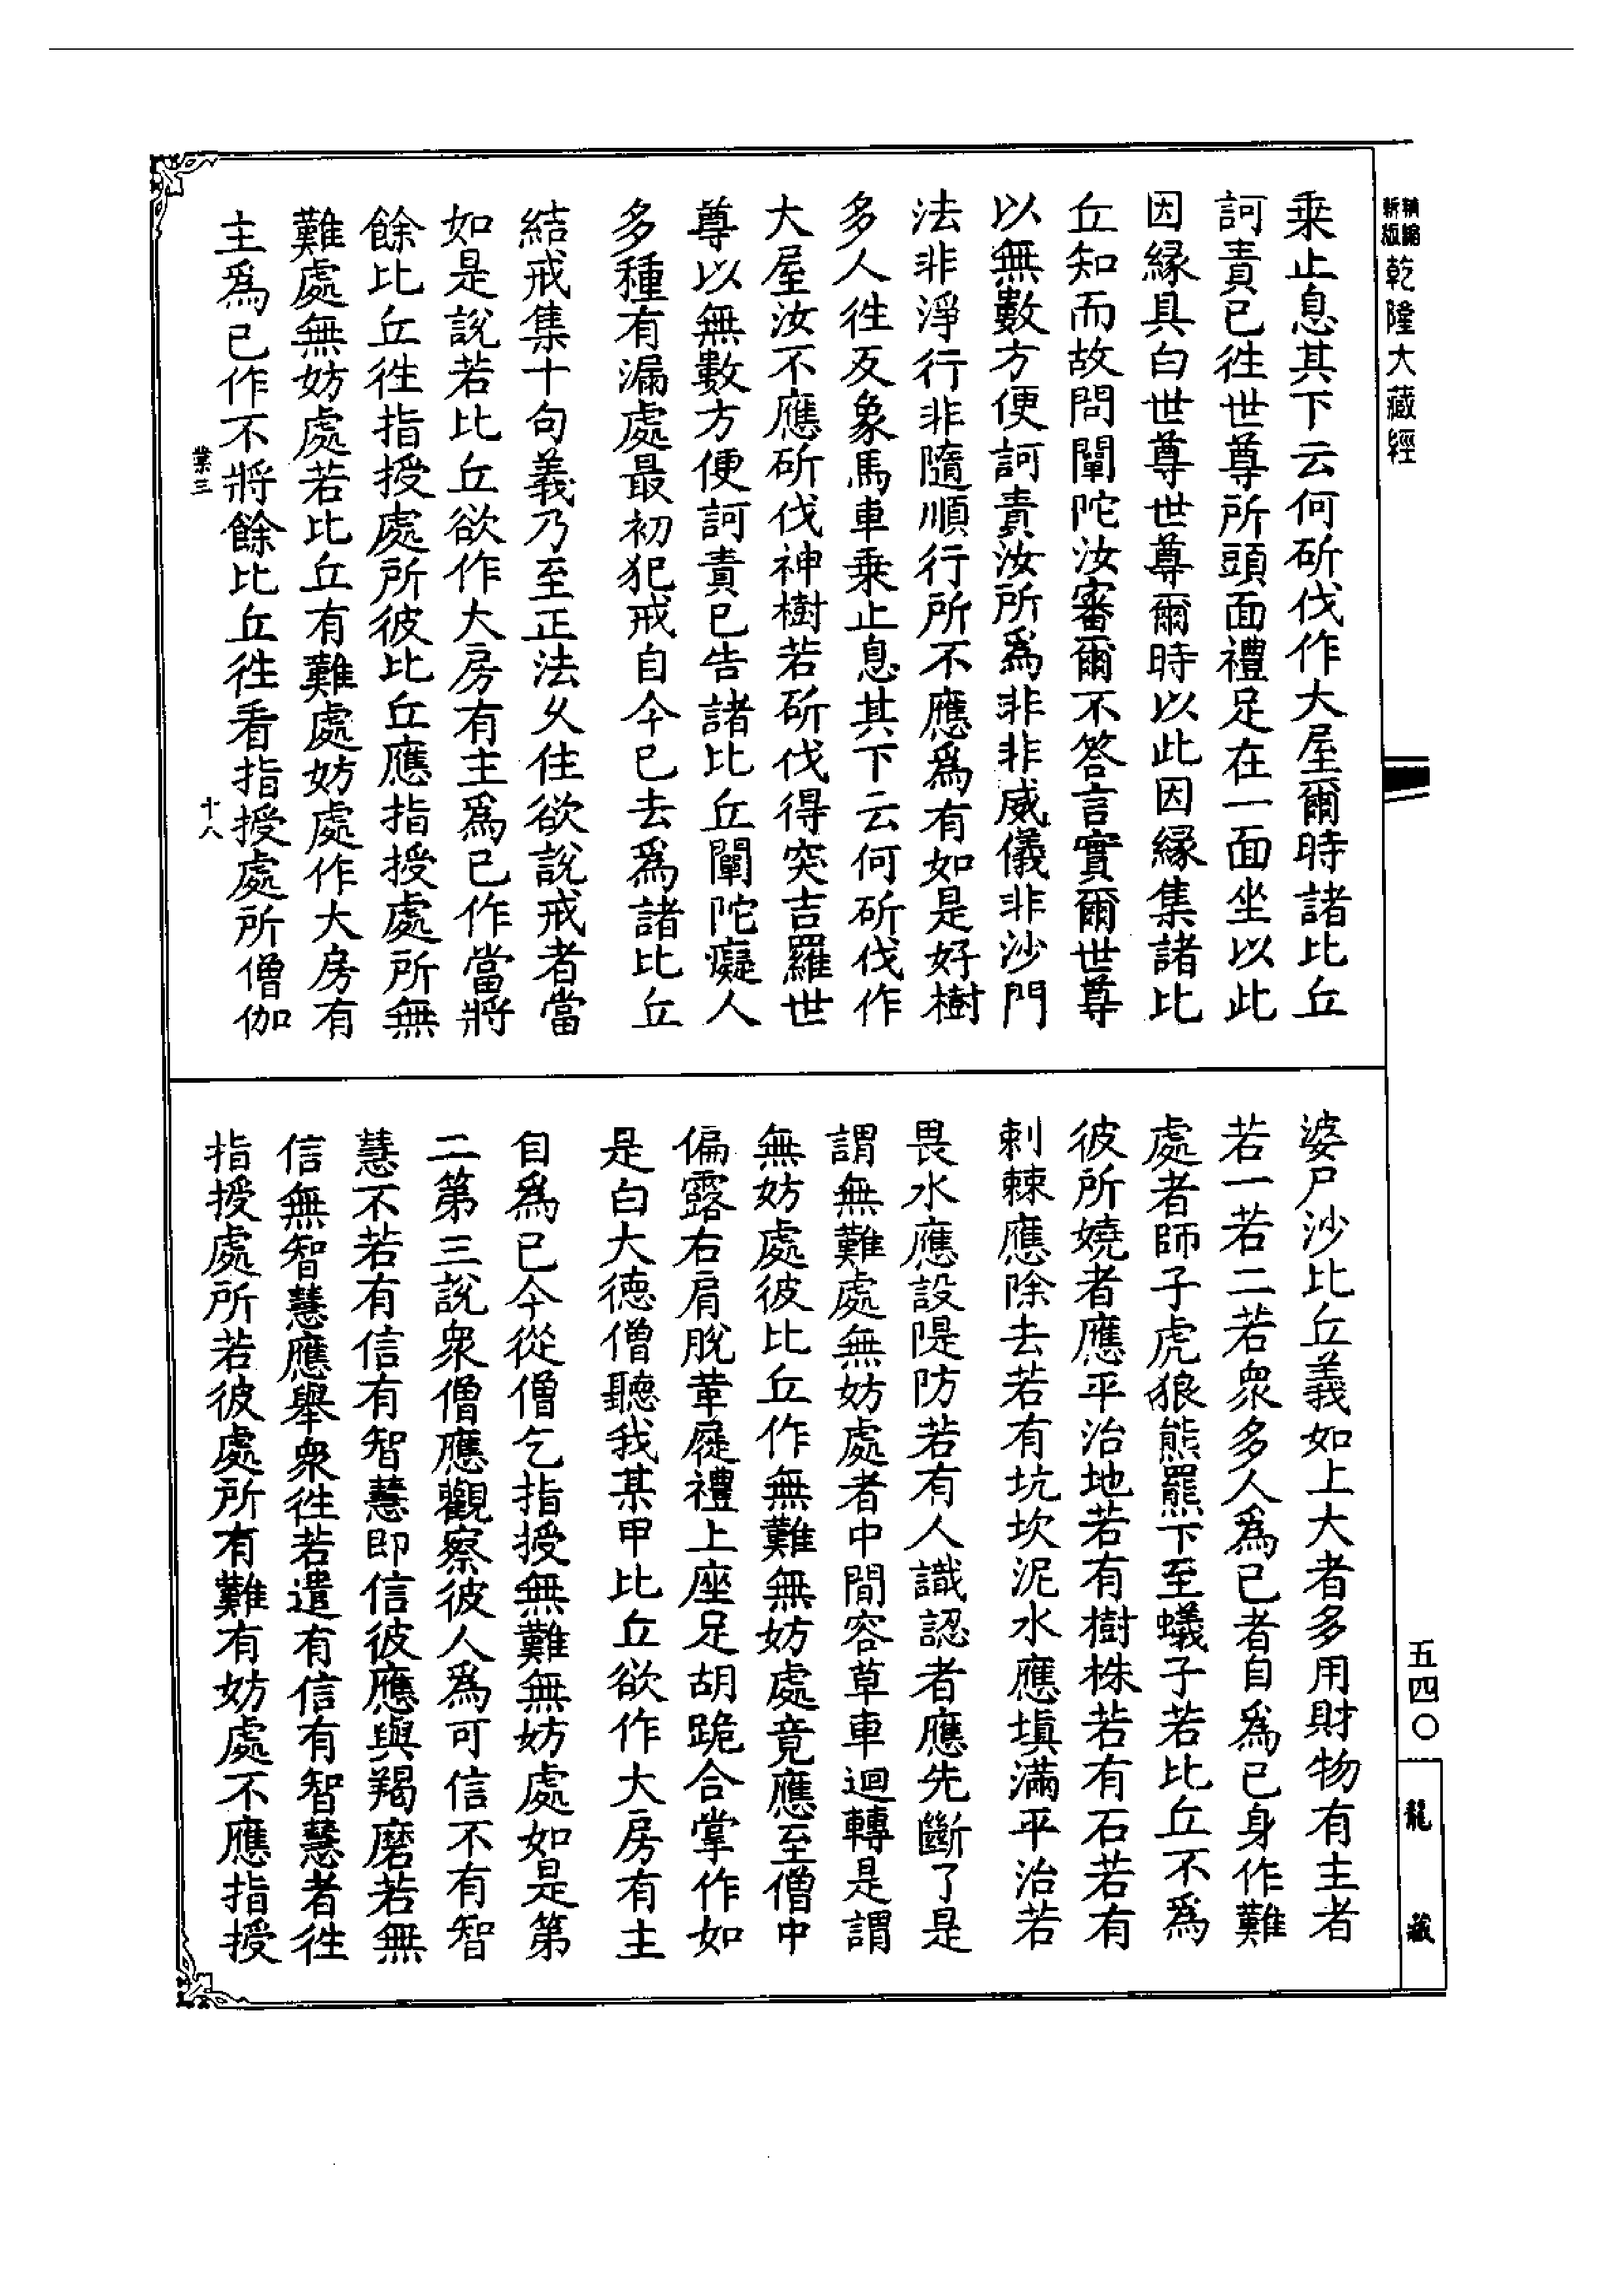 新版 精縮 乾隆大藏經
乗止息其下云何斫伐作大屋爾時諸比丘
訶責已徃世尊所頭面禮足在一面坐以此
因縁具白世尊世尊爾時以此因縁集諸比
丘知而故問闡陀汝審爾不答言實爾世尊
以無數方便訶責汝所爲非非威儀非沙門
法非淨行非隨順行所不應爲有如是好樹
多人徃反象馬車乗止息其下云何斫伐作
大屋汝不應斫伐神樹若斫伐得突吉羅世
尊以無數方便訶責已告諸比丘闡陀癡人
多種有漏處最初犯戒自今已去爲諸比丘
結戒集十句義乃至正法久住欲說戒者當
如是說若比丘欲作大房有主爲已作當將
餘比丘徃指授處所彼比丘應指授處所無
難處無妨處若比丘有難處妨處作大房有
主爲已作不將餘比丘徃看指授處所僧伽
業三
十八
婆尸沙比丘義如上大者多用財物有主者
若一若二若衆多人爲已者自爲已身作難
處者師子虎狼熊羆下至蟻子若比丘不爲
彼所嬈者應平治地若有樹株若有石若有
刺棘應除去若有坑坎泥水應塡滿平治若
畏水應設隄防若有人識認者應先斷了是
謂無難處無妨處者中間容草車迴轉是謂
無妨處彼比丘作無難無妨處竟應至僧中
偏露右肩脫革屣禮上座足胡跪合掌作如
是白大德僧聽我某甲比丘欲作大房有主
自爲已今從僧乞指授無難無妨處如是第
二第三說衆僧應觀察彼人爲可信不有智
慧不若有信有智慧即信彼應與羯磨若無
信無智慧應舉衆徃若遣有信有智慧者徃
指授處所若彼處所有難有妨處不應指授
五四〇
龍藏